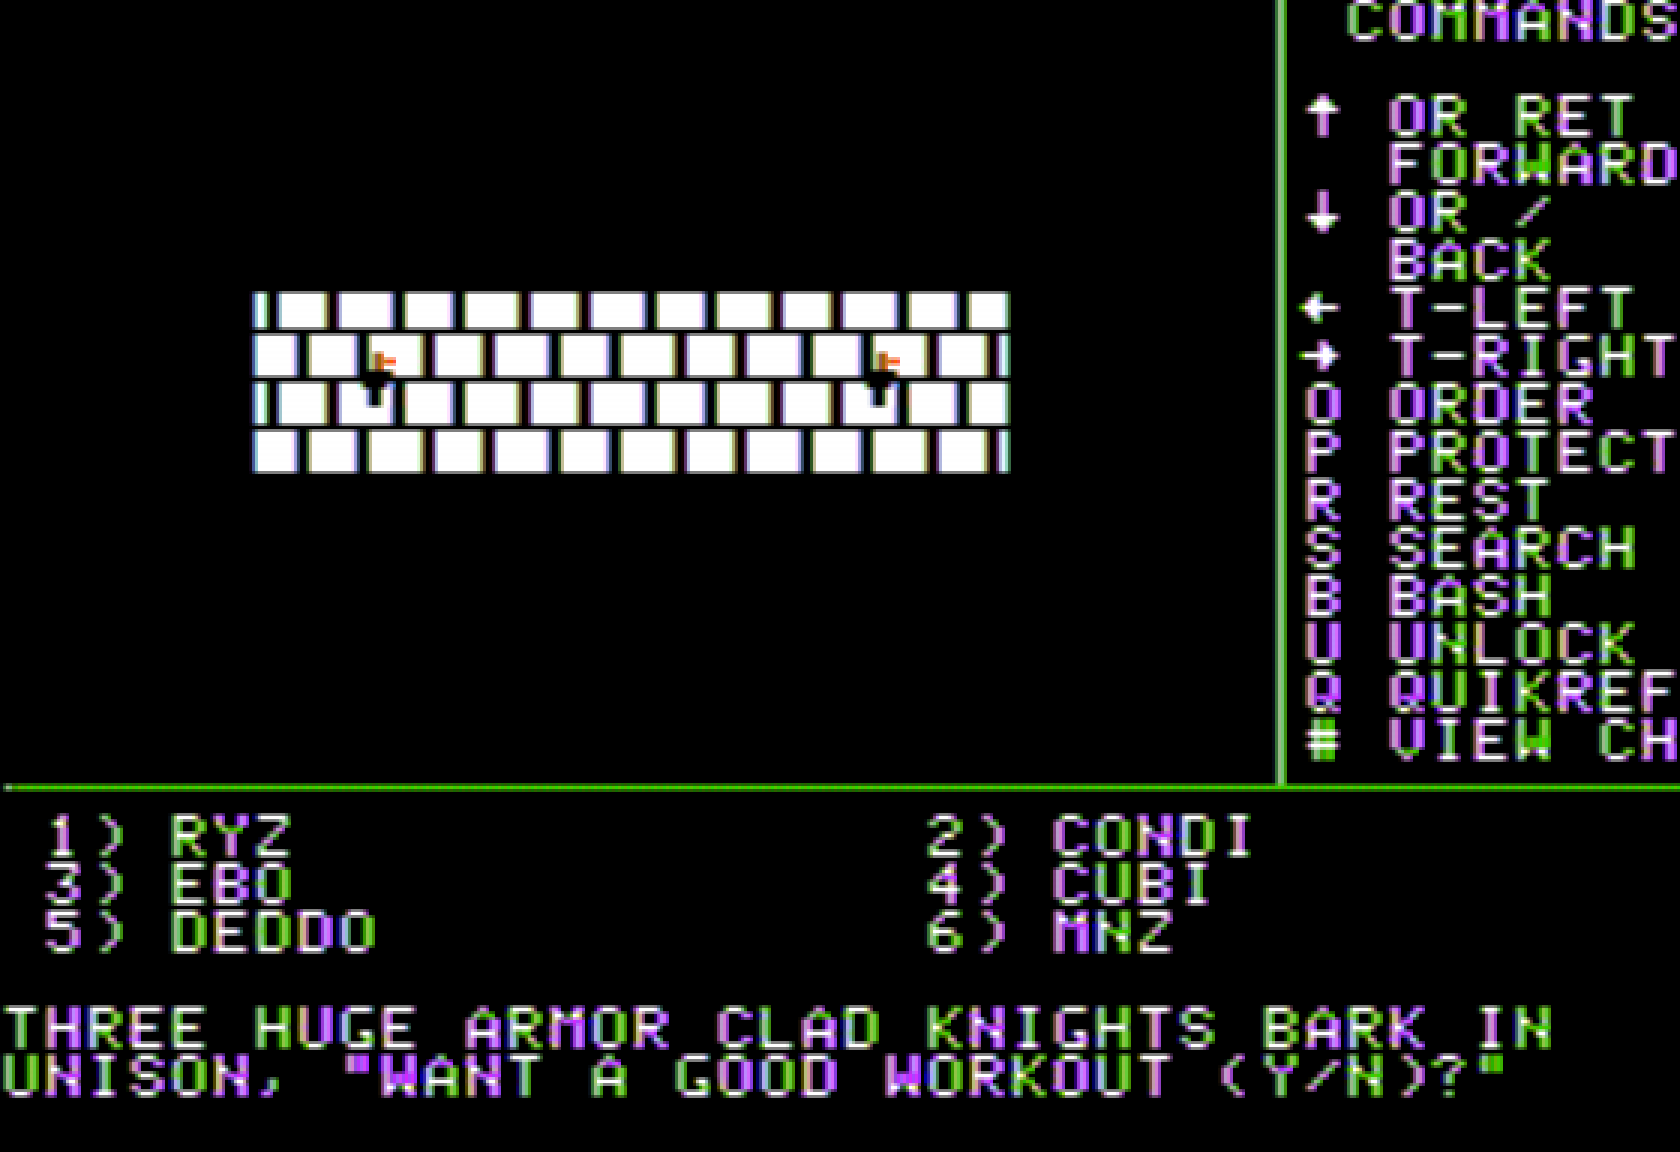 COMMANDS
↑ OR RET
FORWARD
↓ OR /
BACK
← T-LEFT
→ T-RIGHT
O ORDER
P PROTECT
R REST
S SEARCH
B BASH
U UNLOCK
Q QUIKREF
# VIEW CH
1) RYZ 2) CONDI
3) EBO 4) CUBI
5) DEDDO 6) MNZ
THREE HUGE ARMOR CLAD KNIGHTS BARK IN
UNISON, "WANT A GOOD WORKOUT (Y/N)?"